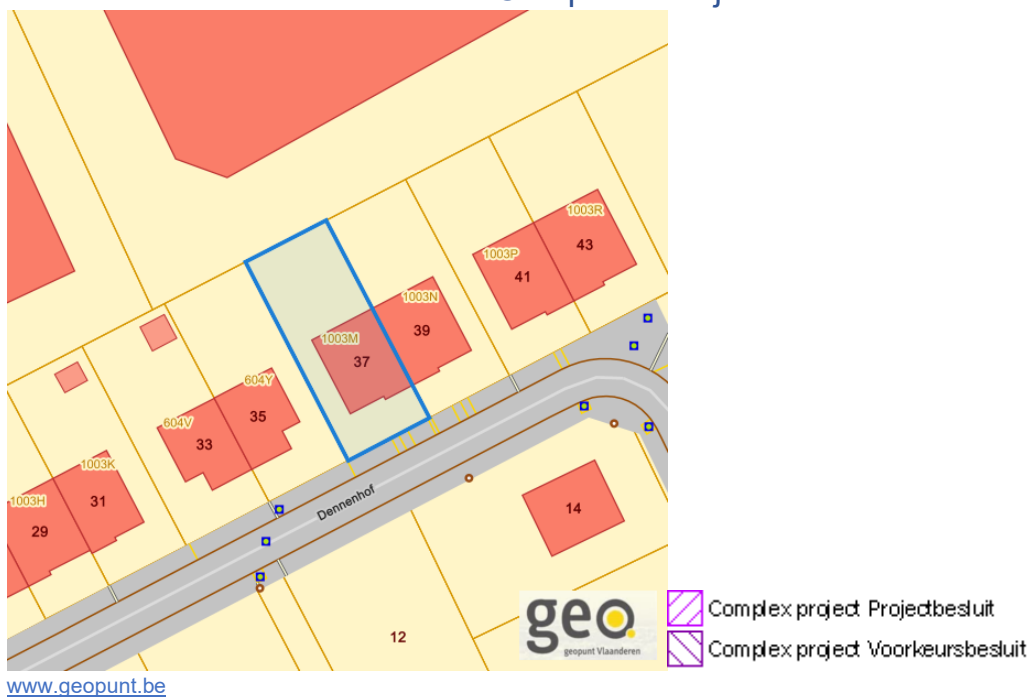 1003R
43
1003P
41
1003N
39
1003M
37
604Y
35
604V
33
1003K
31
1003H
29
Dennenhof
14
12
geo.
geopunt Vlaanderen
Complex project Projectbesluit
Complex project Voorkeursbesluit
www.geopunt.be